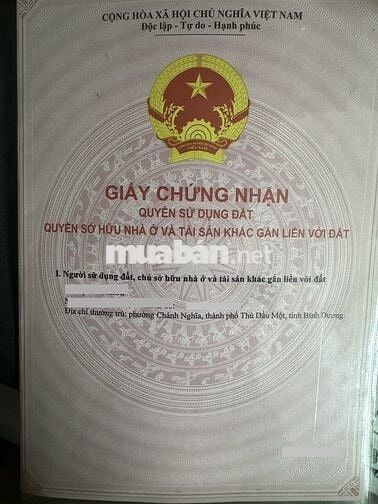 CỘNG HÒA XÃ HỘI CHỦ NGHĨA VIỆT NAM
Độc lập - Tự do - Hạnh phúc
VIỆT NAM
GIẤY CHỨNG NHẬN
QUYỀN SỬ DỤNG ĐẤT
QUYỀN SỞ HỮU NHÀ Ở VÀ TÀI SẢN KHÁC GẮN LIỀN VỚI ĐẤT
muaban.net
I. Người sử dụng đất, chủ sở hữu nhà ở và tài sản khác gắn liền với đất
Địa chỉ thường trú: phường Chánh Nghĩa, thành phố Thủ Dầu Một, tỉnh Bình Dương.